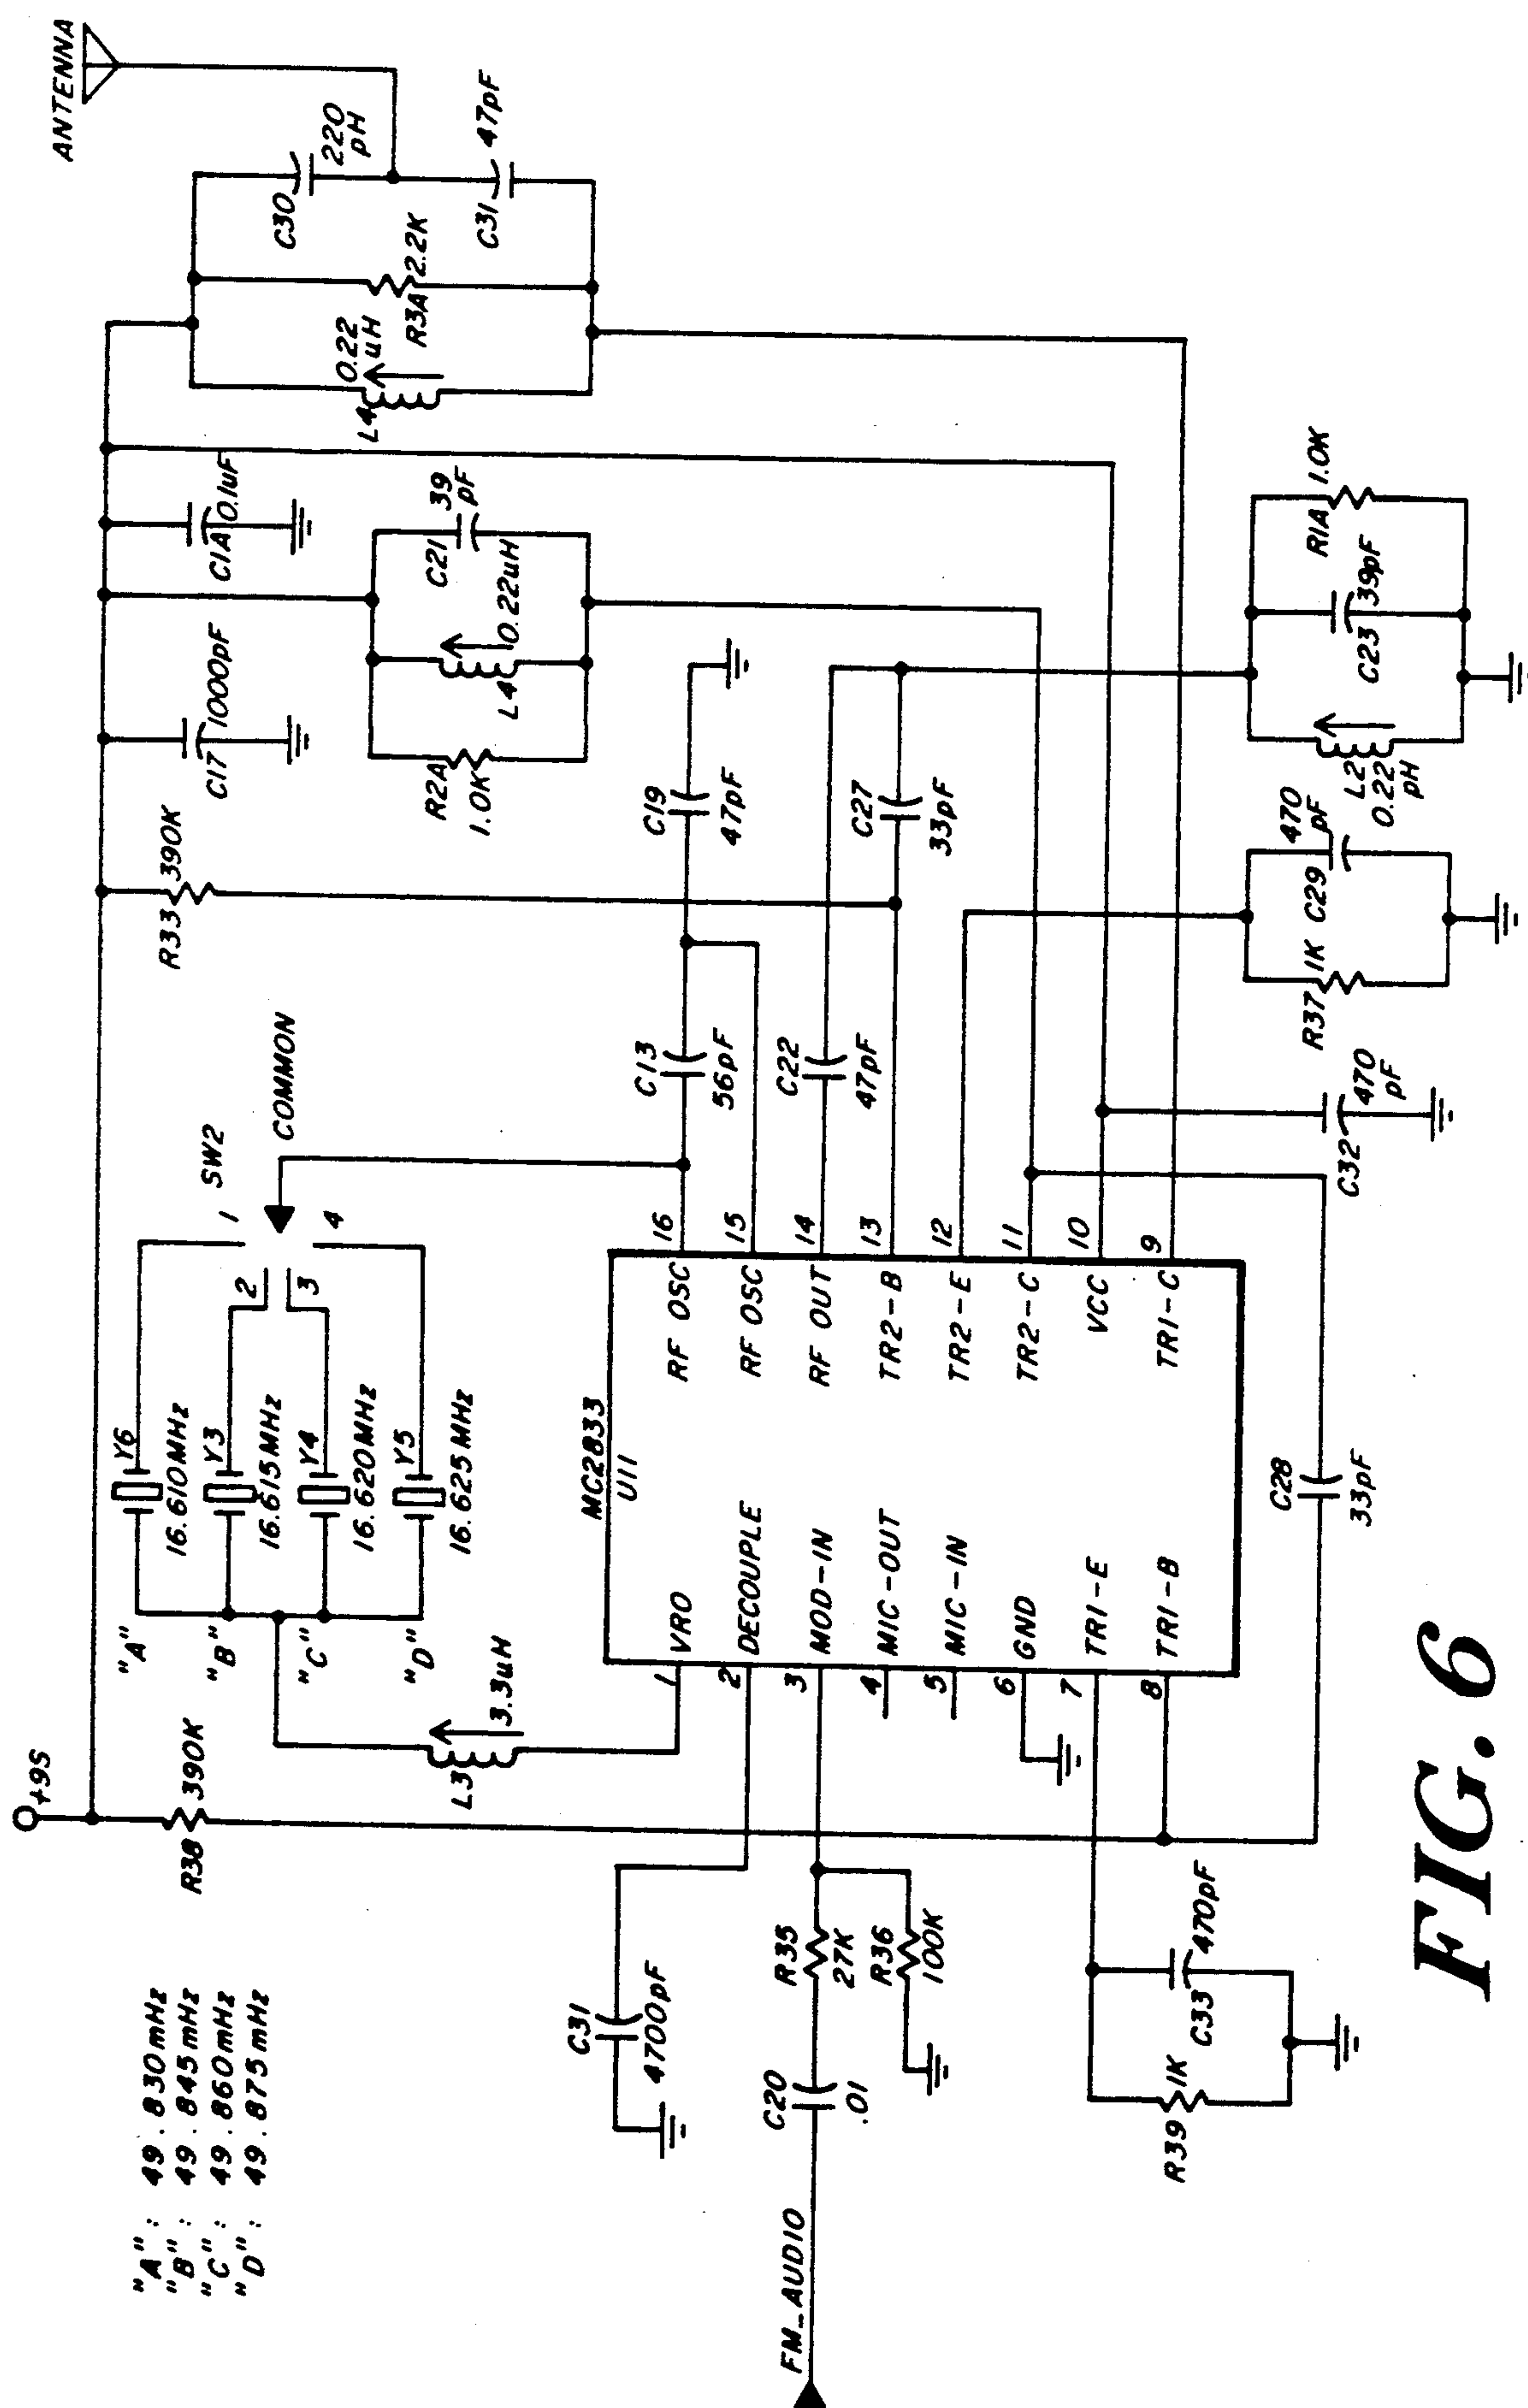 "A": 49.830mHz
"B": 49.845mHz
"C": 49.860mHz
"D": 49.875mHz
+9S
R38 390K
"A"
Y6
16.610MHz
"B"
Y3
16.615MHz
"C"
Y4
16.620MHz
"D"
Y5
16.625MHz
1
SW2
2
3
4
COMMON
L3
3.3uH
R33 390K
C17 1000pF
C1A 0.1uF
R2A
1.0K
L4
0.22uH
C21
39
pF
L4
0.22
uH
R3A 2.2K
C30
220
pH
C31
47pF
ANTENNA
C13
56pF
C19
47pF
C22
47pF
C27
33pF
MC2833
U11
1 VRO
2 DECOUPLE
3 MOD-IN
4 MIC-OUT
5 MIC-IN
6 GND
7 TR1-E
8 TR1-B
RF OSC 16
RF OSC 15
RF OUT 14
TR2-B 13
TR2-E 12
TR2-C 11
VCC 10
TR1-C 9
C31
4700pF
FM_AUDIO
C20
.01
R35
27K
R36
100K
R39 1K
C33 470pF
C28
33pF
C32 470
pF
R37 1K
C29 470
pF
L2
0.22
pH
C23 39pF
R1A 1.0K
FIG. 6